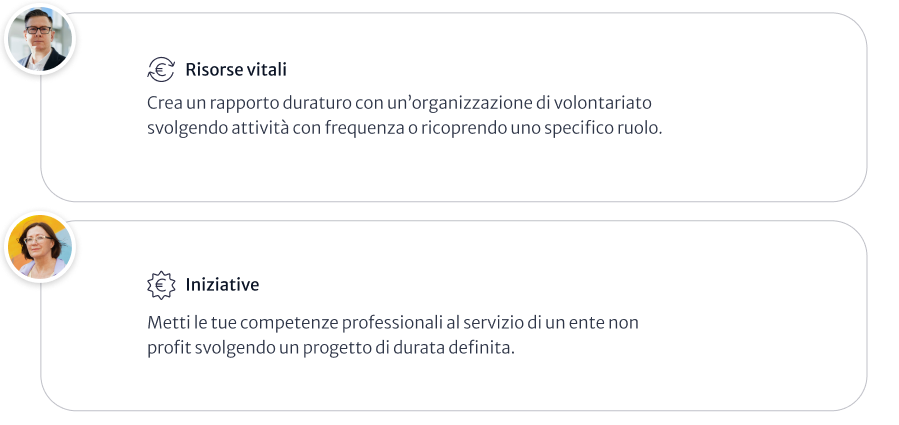 Risorse vitali
Crea un rapporto duraturo con un’organizzazione di volontariato
svolgendo attività con frequenza o ricoprendo uno specifico ruolo.
Iniziative
Metti le tue competenze professionali al servizio di un ente non
profit svolgendo un progetto di durata definita.